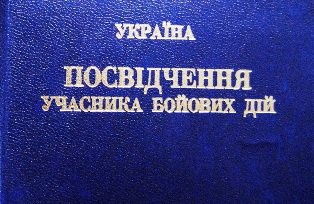 УКРАЇНА
ПОСВІДЧЕННЯ
УЧАСНИКА БОЙОВИХ ДІЙ